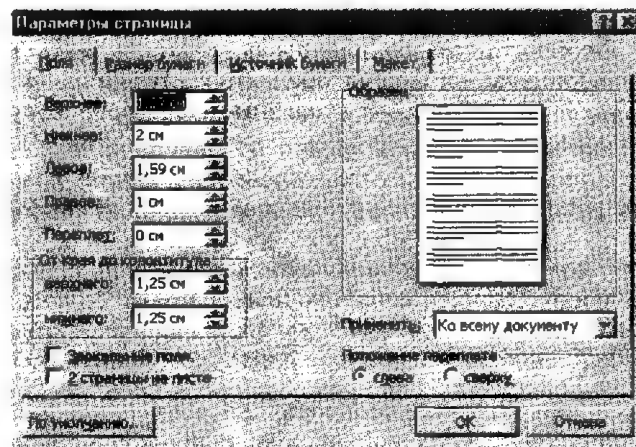 Параметры страницы
Поля Размер бумаги Источник бумаги Макет
Верхнее:
Образец
Нижнее: 2 см
Левое: 1,59 см
Правое: 1 см
Переплет: 0 см
От края до колонтитула
верхнего: 1,25 см
нижнего: 1,25 см
Применить: Ко всему документу
Зеркальные поля
Положение переплета
2 страницы на листе
слева сверху
По умолчанию...
ОК Отмена